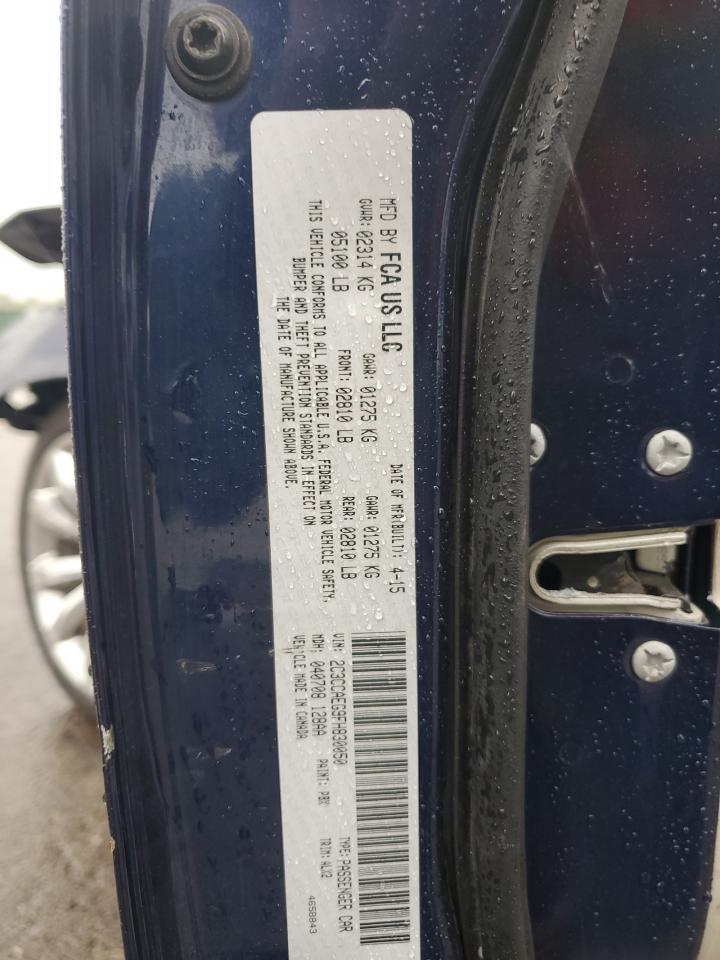 MFD BY FCA US LLC
DATE OF MFR(BUILT): 4-15
GVWR: 02314 KG GAWR: 01275 KG GAWR: 01275 KG
05100 LB FRONT: 02810 LB REAR: 02810 LB
THIS VEHICLE CONFORMS TO ALL APPLICABLE U.S.A. FEDERAL MOTOR VEHICLE SAFETY,
BUMPER AND THEFT PREVENTION STANDARDS IN EFFECT ON
THE DATE OF MANUFACTURE SHOWN ABOVE.
VIN: 2C3CCAEG9FH830050 TYPE: PASSENGER CAR
MDH: 040708 128AA PAINT: PBX TRIM: ALX2
VEHICLE MADE IN CANADA 4658843